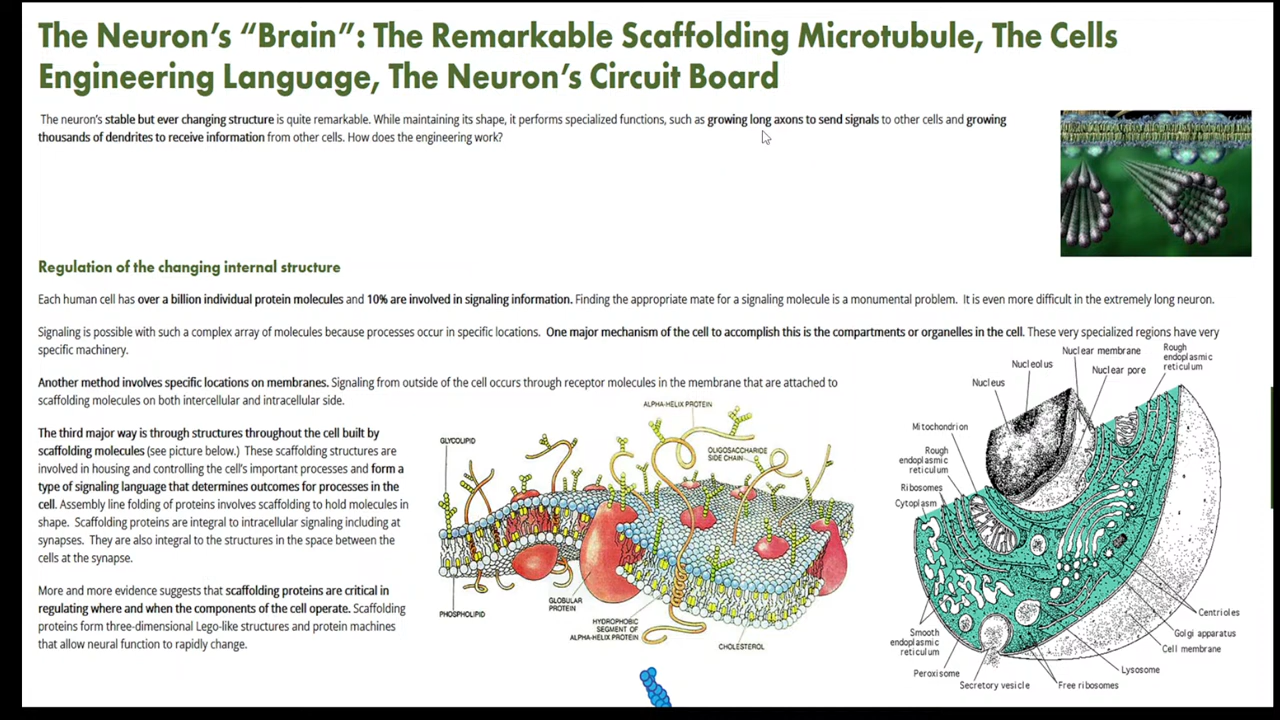 The Neuron’s “Brain”: The Remarkable Scaffolding Microtubule, The Cells
Engineering Language, The Neuron’s Circuit Board
The neuron’s stable but ever changing structure is quite remarkable. While maintaining its shape, it performs specialized functions, such as growing long axons to send signals to other cells and growing
thousands of dendrites to receive information from other cells. How does the engineering work?
Regulation of the changing internal structure
Each human cell has over a billion individual protein molecules and 10% are involved in signaling information. Finding the appropriate mate for a signaling molecule is a monumental problem. It is even more difficult in the extremely long neuron.
Signaling is possible with such a complex array of molecules because processes occur in specific locations. One major mechanism of the cell to accomplish this is the compartments or organelles in the cell. These very specialized regions have very
specific machinery.
Another method involves specific locations on membranes. Signaling from outside of the cell occurs through receptor molecules in the membrane that are attached to
scaffolding molecules on both intercellular and intracellular side.
The third major way is through structures throughout the cell built by
scaffolding molecules (see picture below.) These scaffolding structures are
involved in housing and controlling the cell’s important processes and form a
type of signaling language that determines outcomes for processes in the
cell. Assembly line folding of proteins involves scaffolding to hold molecules in
shape. Scaffolding proteins are integral to intracellular signaling including at
synapses. They are also integral to the structures in the space between the
cells at the synapse.
More and more evidence suggests that scaffolding proteins are critical in
regulating where and when the components of the cell operate. Scaffolding
proteins form three-dimensional Lego-like structures and protein machines
that allow neural function to rapidly change.
ALPHA-HELIX PROTEIN
GLYCOLIPID
OLIGOSACCHARIDE
SIDE CHAIN
PHOSPHOLIPID
GLOBULAR
PROTEIN
HYDROPHOBIC
SEGMENT OF
ALPHA-HELIX PROTEIN
CHOLESTEROL
Nuclear membrane
Rough
endoplasmic
reticulum
Nucleolus
Nuclear pore
Nucleus
Mitochondrion
Rough
endoplasmic
reticulum
Ribosomes
Cytoplasm
Smooth
endoplasmic
reticulum
Peroxisome
Secretory vesicle
Free ribosomes
Lysosome
Cell membrane
Golgi apparatus
Centrioles